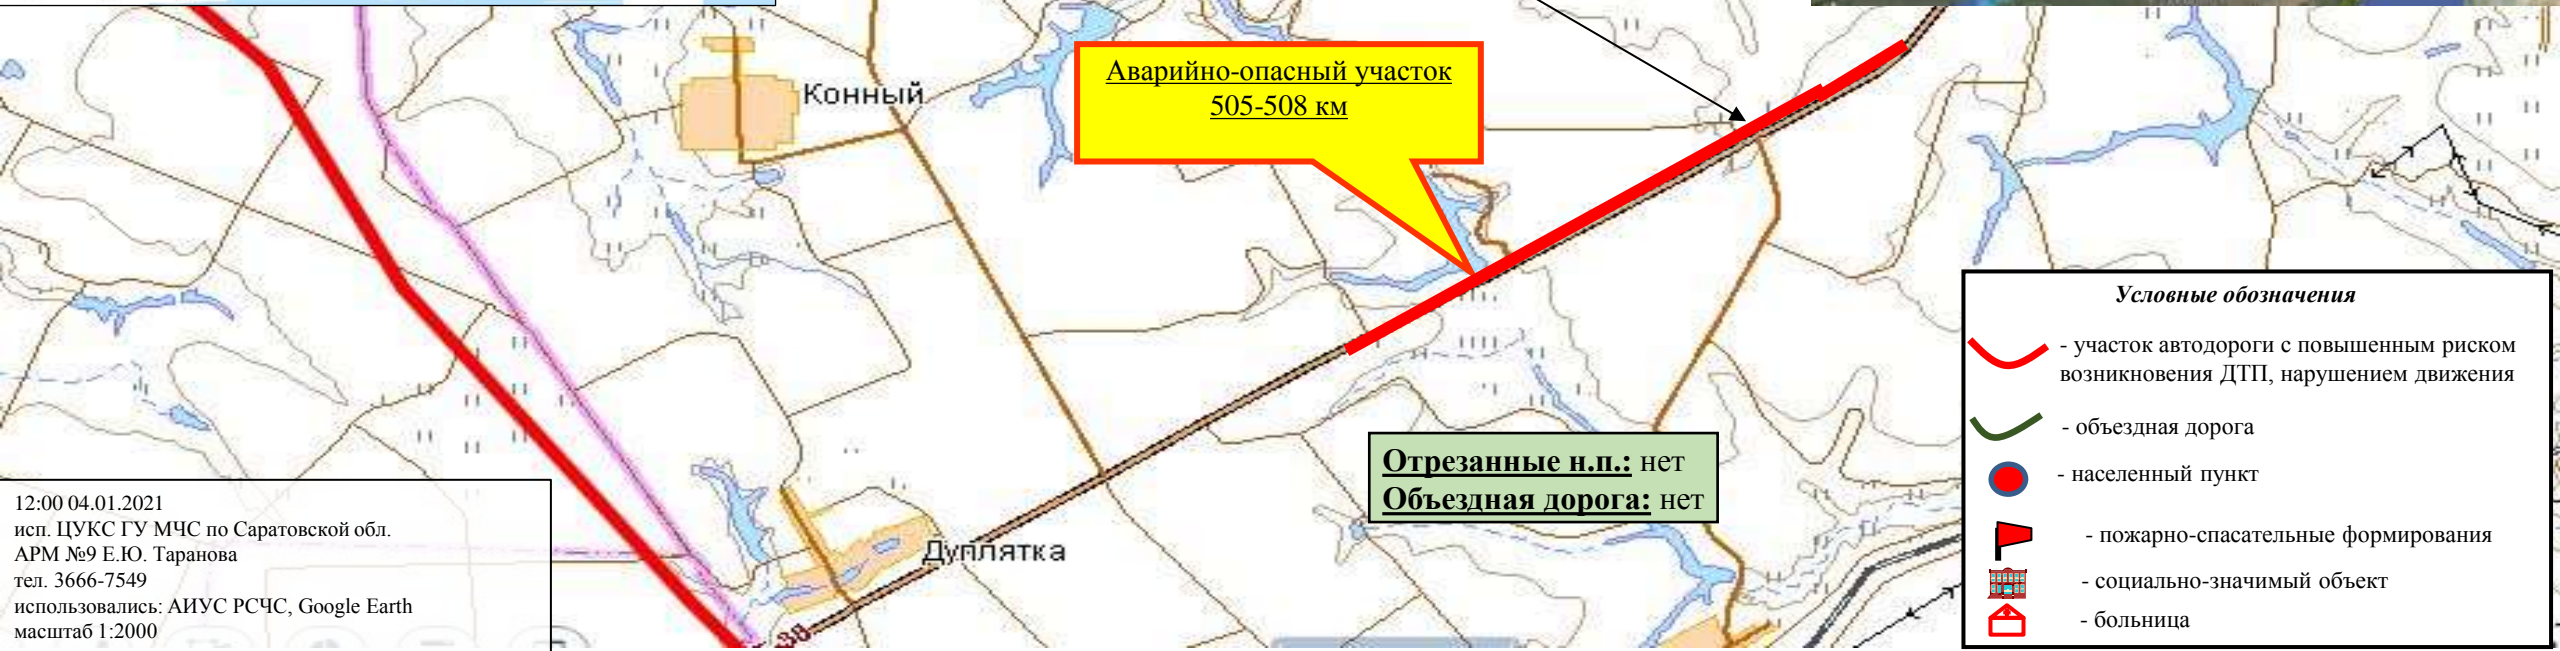 Аварийно-опасный участок
505-508 км
Конный
Отрезанные н.п.: нет
Объездная дорога: нет
Дуплятка
38
12:00 04.01.2021
исп. ЦУКС ГУ МЧС по Саратовской обл.
АРМ №9 Е.Ю. Таранова
тел. 3666-7549
использовались: АИУС РСЧС, Google Earth
масштаб 1:2000
Условные обозначения
- участок автодороги с повышенным риском
возникновения ДТП, нарушением движения
- объездная дорога
- населенный пункт
- пожарно-спасательные формирования
- социально-значимый объект
- больница